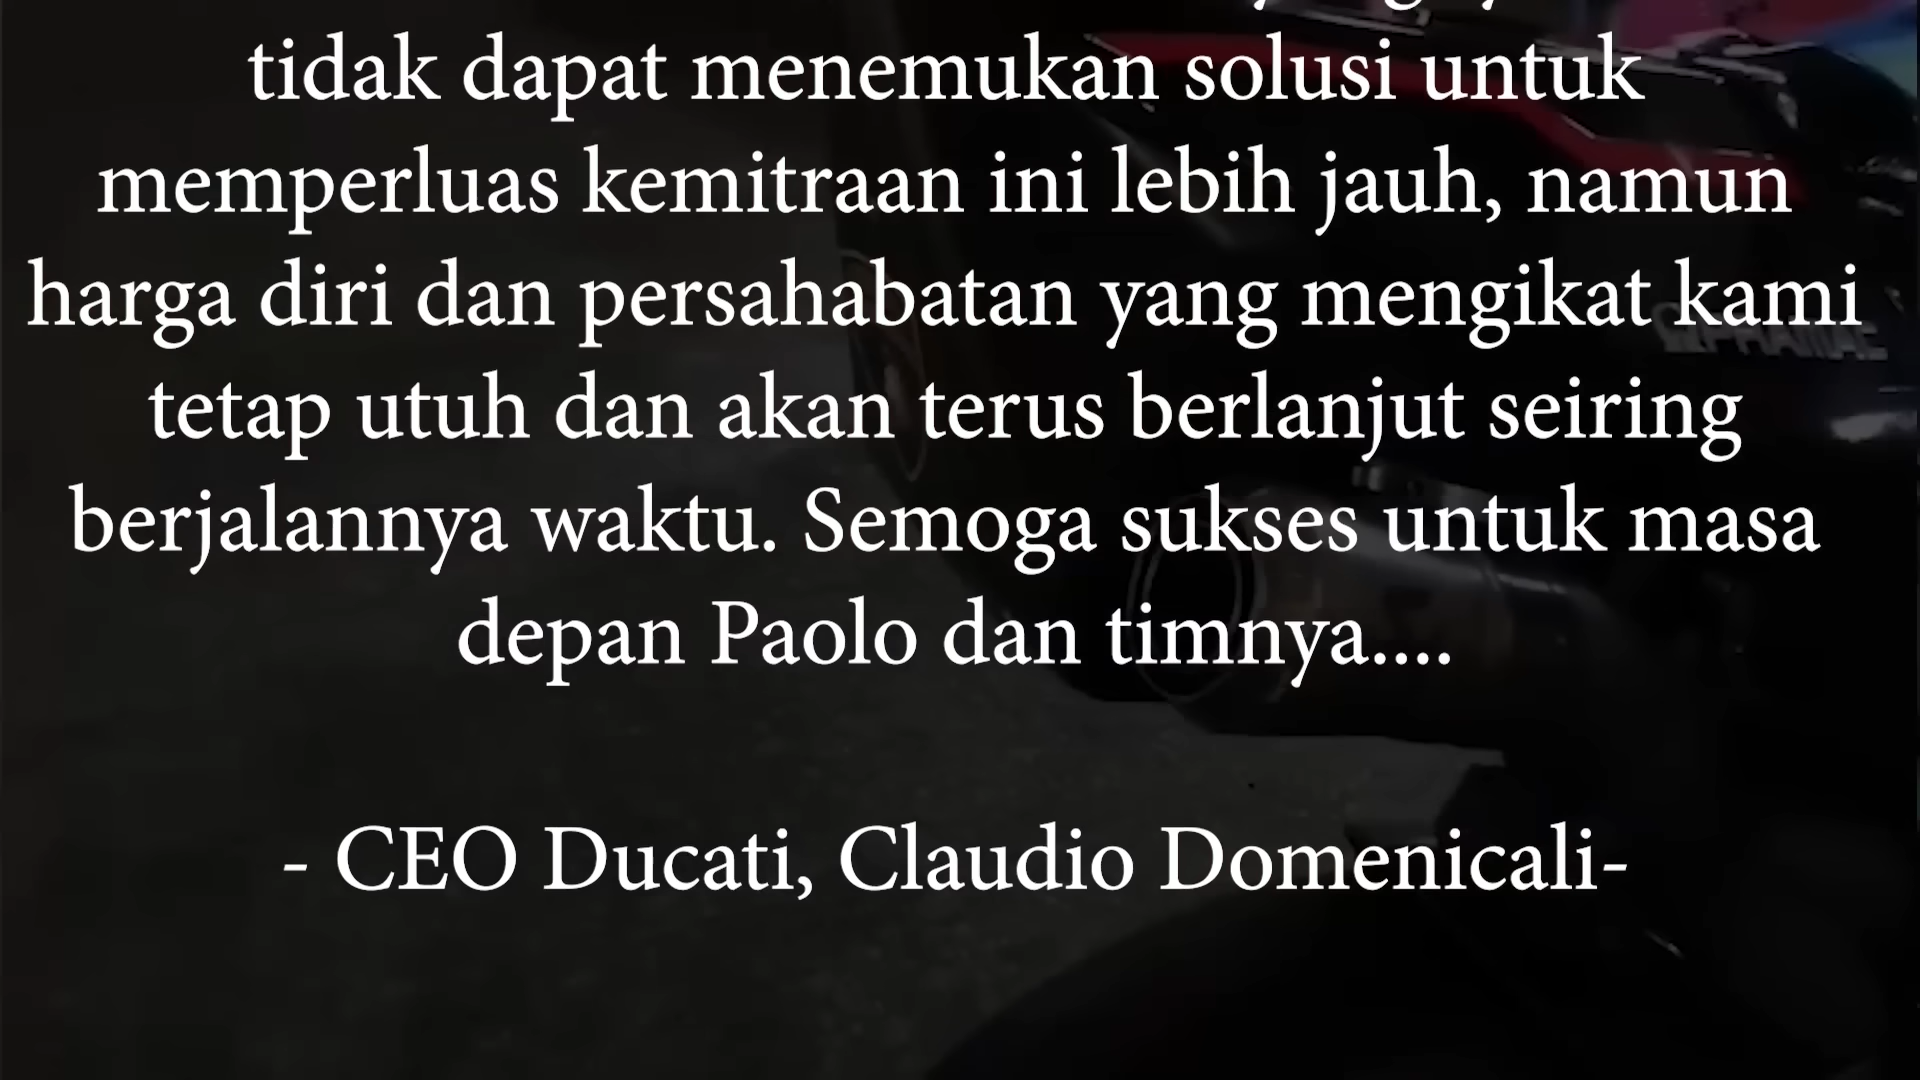 tidak dapat menemukan solusi untuk
memperluas kemitraan ini lebih jauh, namun
harga diri dan persahabatan yang mengikat kami
tetap utuh dan akan terus berlanjut seiring
berjalannya waktu. Semoga sukses untuk masa
depan Paolo dan timnya....
- CEO Ducati, Claudio Domenicali-